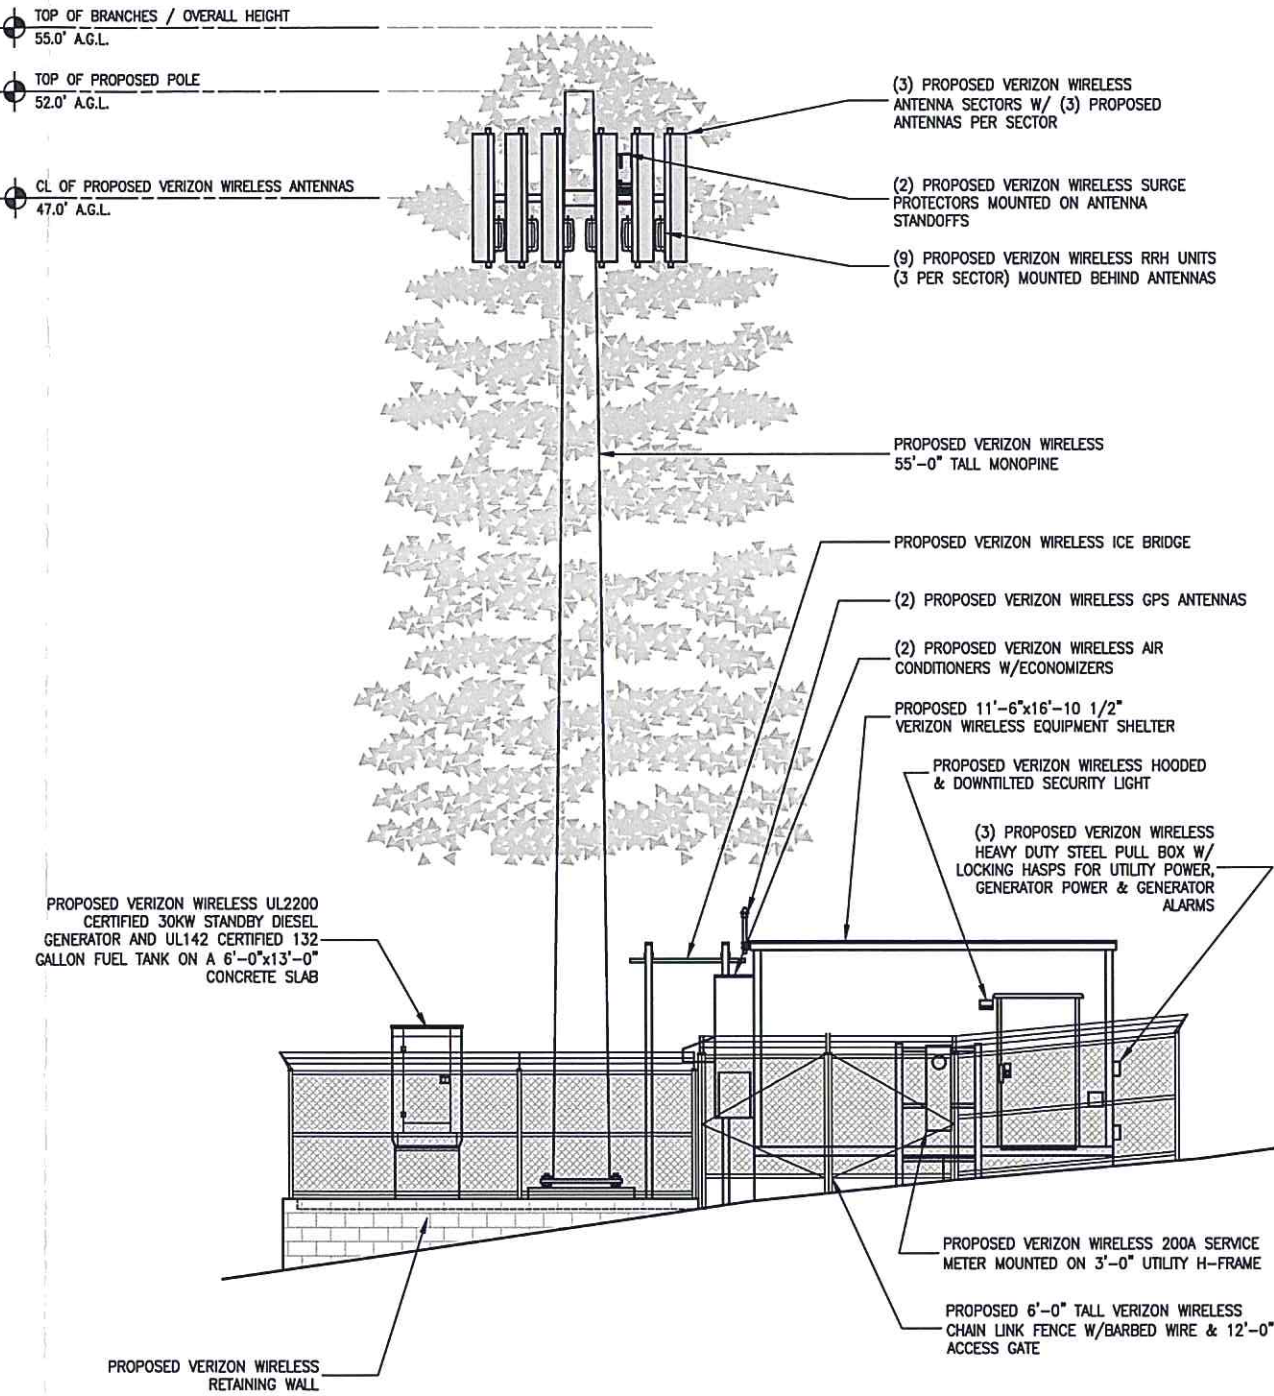 TOP OF BRANCHES / OVERALL HEIGHT
55.0' A.G.L.
TOP OF PROPOSED POLE
52.0' A.G.L.
CL OF PROPOSED VERIZON WIRELESS ANTENNAS
47.0' A.G.L.
(3) PROPOSED VERIZON WIRELESS
ANTENNA SECTORS W/ (3) PROPOSED
ANTENNAS PER SECTOR
(2) PROPOSED VERIZON WIRELESS SURGE
PROTECTORS MOUNTED ON ANTENNA
STANDOFFS
(9) PROPOSED VERIZON WIRELESS RRH UNITS
(3 PER SECTOR) MOUNTED BEHIND ANTENNAS
PROPOSED VERIZON WIRELESS
55'-0" TALL MONOPINE
PROPOSED VERIZON WIRELESS ICE BRIDGE
(2) PROPOSED VERIZON WIRELESS GPS ANTENNAS
(2) PROPOSED VERIZON WIRELESS AIR
CONDITIONERS W/ECONOMIZERS
PROPOSED 11'-6"x16'-10 1/2"
VERIZON WIRELESS EQUIPMENT SHELTER
PROPOSED VERIZON WIRELESS HOODED
& DOWNTILTED SECURITY LIGHT
(3) PROPOSED VERIZON WIRELESS
HEAVY DUTY STEEL PULL BOX W/
LOCKING HASPS FOR UTILITY POWER,
GENERATOR POWER & GENERATOR
ALARMS
PROPOSED VERIZON WIRELESS UL2200
CERTIFIED 30KW STANDBY DIESEL
GENERATOR AND UL142 CERTIFIED 132
GALLON FUEL TANK ON A 6'-0"x13'-0"
CONCRETE SLAB
PROPOSED VERIZON WIRELESS 200A SERVICE
METER MOUNTED ON 3'-0" UTILITY H-FRAME
PROPOSED 6'-0" TALL VERIZON WIRELESS
CHAIN LINK FENCE W/BARBED WIRE & 12'-0"
ACCESS GATE
PROPOSED VERIZON WIRELESS
RETAINING WALL